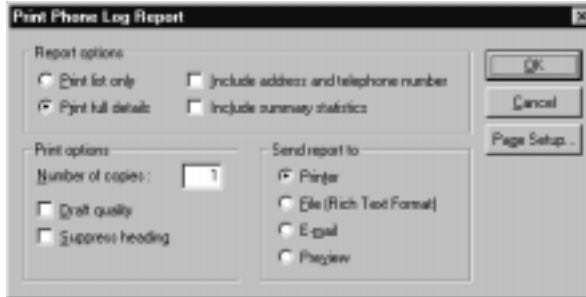 Print Phone Log Report
Report options
Print list only
Include address and telephone number
Print full details
Include summary statistics
OK
Cancel
Page Setup...
Print options
Number of copies : 1
Draft quality
Suppress heading
Send report to
Printer
File (Rich Text Format)
E-mail
Preview